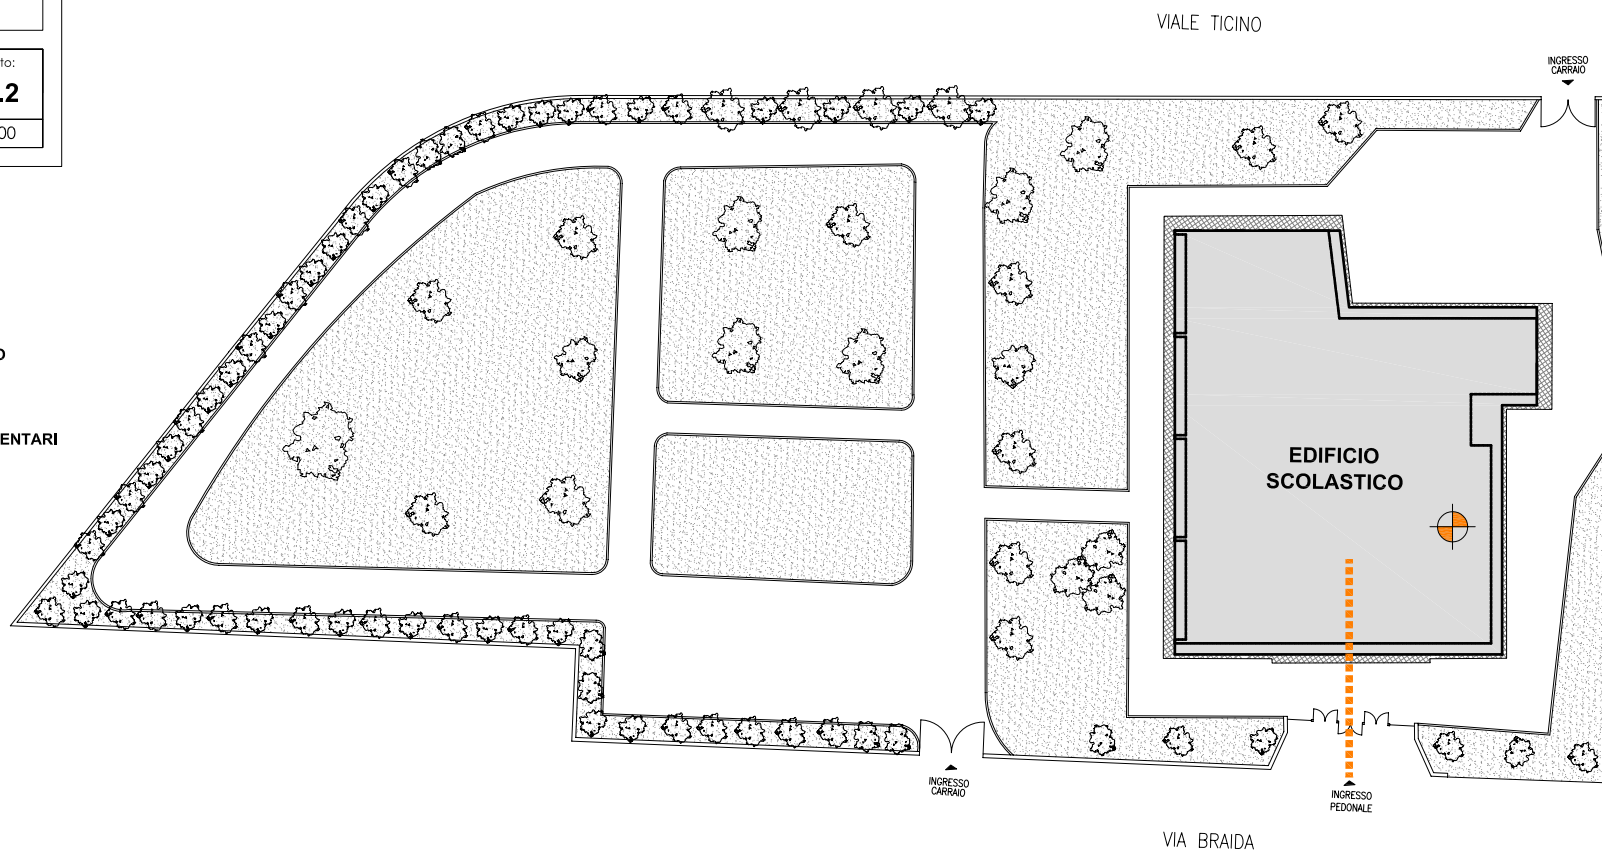 VIALE TICINO
to:
.2
00
INGRESSO
CARRAIO
O
ENTARI
EDIFICIO
SCOLASTICO
INGRESSO
CARRAIO
INGRESSO
PEDONALE
VIA BRAIDA